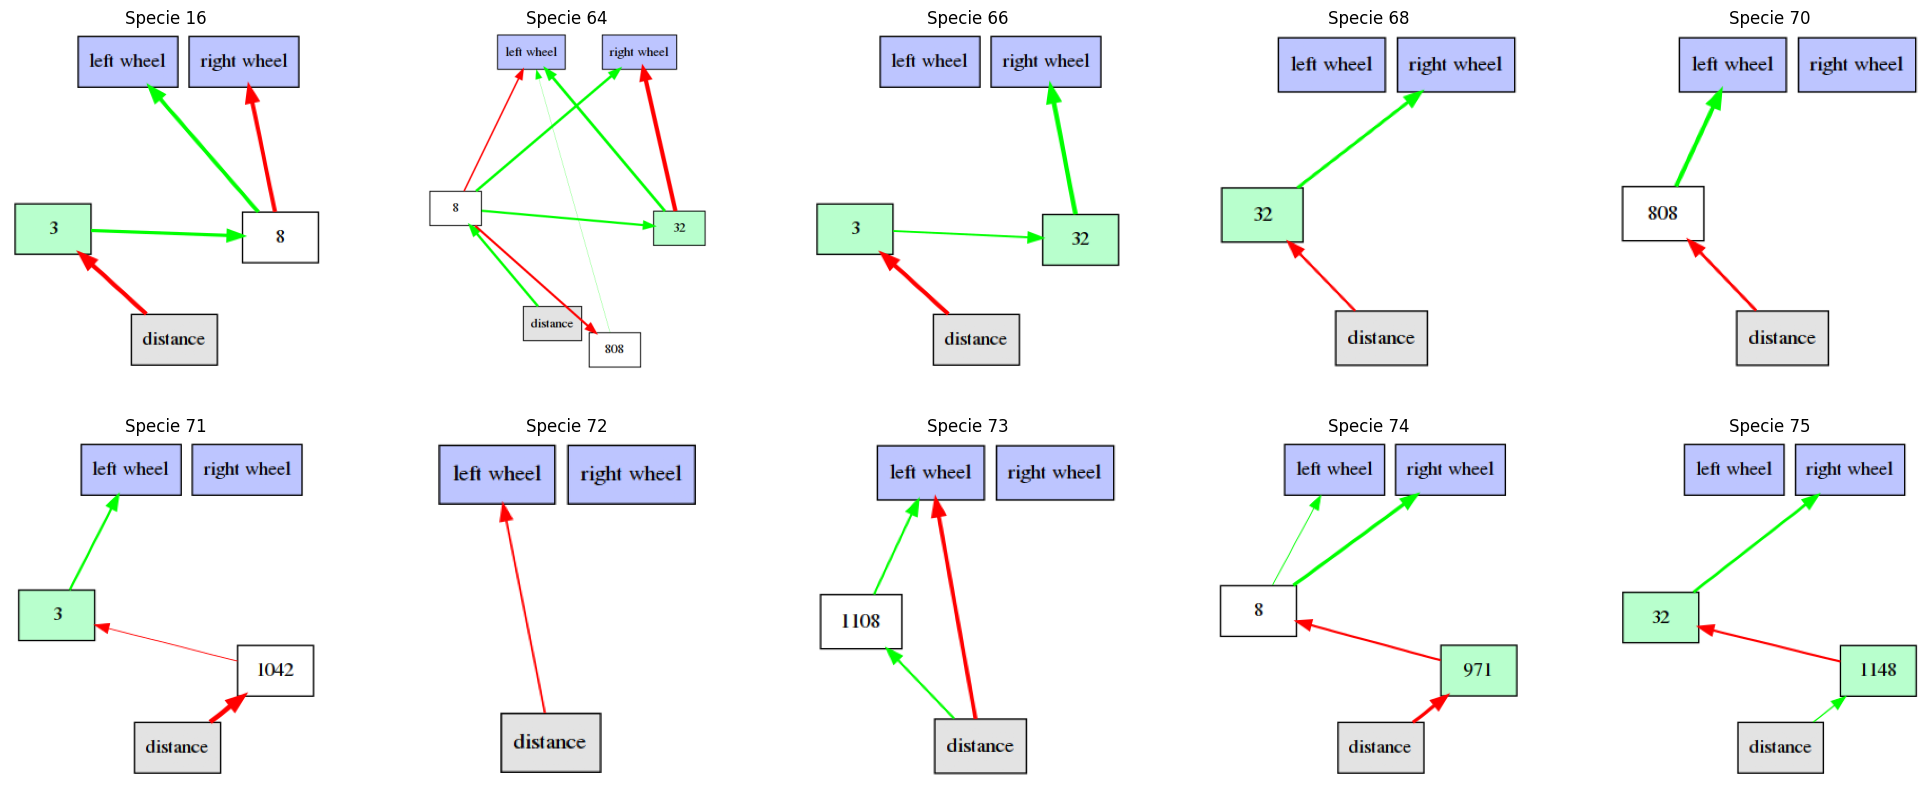 Specie 16
left wheel
right wheel
3
8
distance
Specie 64
left wheel
right wheel
8
32
distance
808
Specie 66
left wheel
right wheel
3
32
distance
Specie 68
left wheel
right wheel
32
distance
Specie 70
left wheel
right wheel
808
distance
Specie 71
left wheel
right wheel
3
1042
distance
Specie 72
left wheel
right wheel
distance
Specie 73
left wheel
right wheel
1108
distance
Specie 74
left wheel
right wheel
8
971
distance
Specie 75
left wheel
right wheel
32
1148
distance